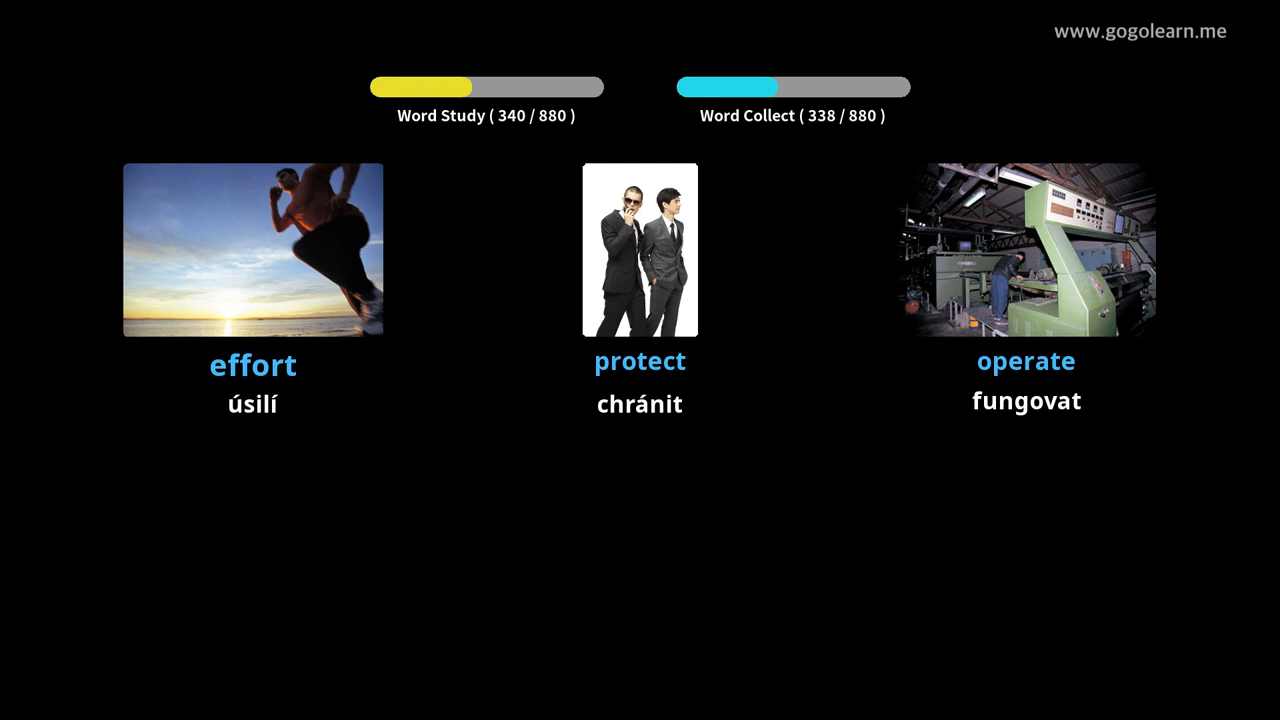 www.gogolearn.me
Word Study ( 340 / 880 )
Word Collect ( 338 / 880 )
effort
úsilí
protect
chránit
operate
fungovat